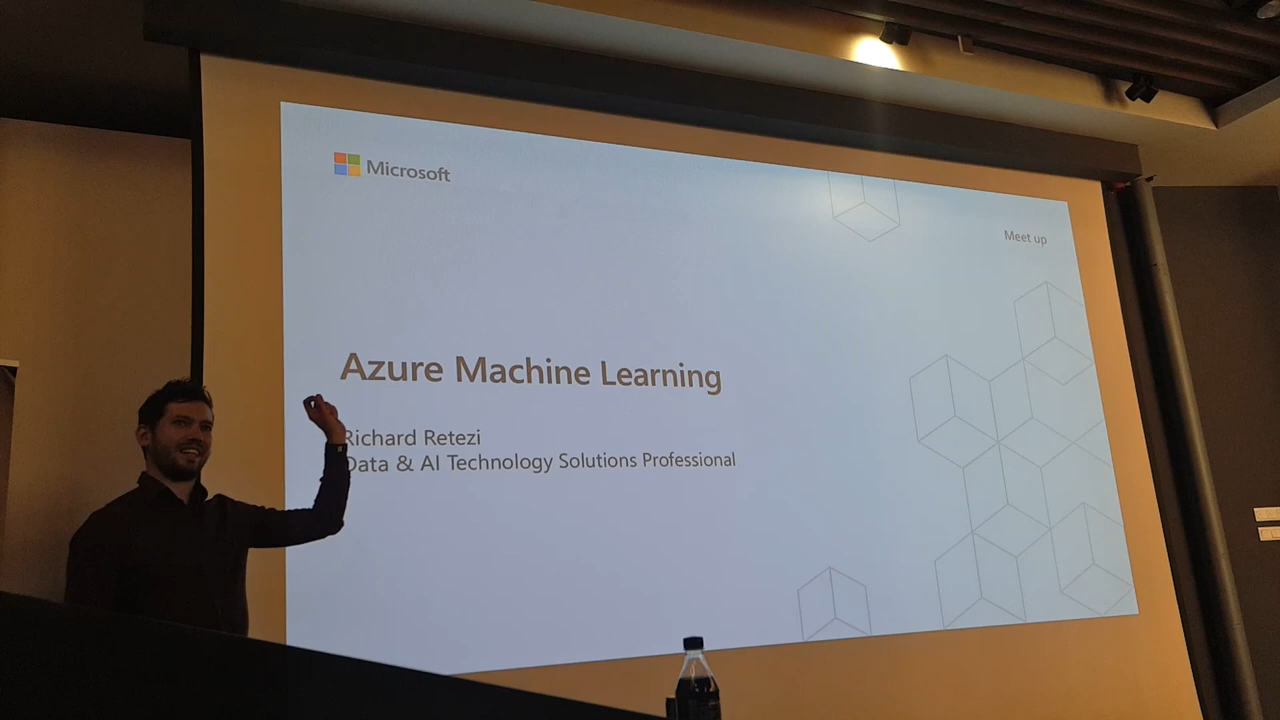 Microsoft
Meet up
Azure Machine Learning
Richard Retezi
Data & AI Technology Solutions Professional